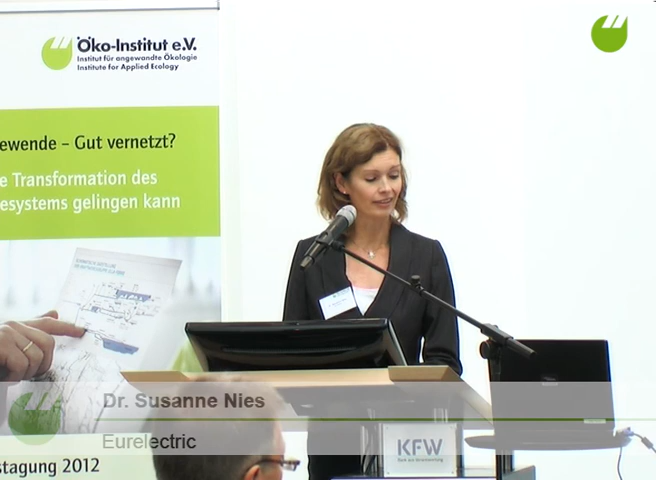 Öko-Institut e.V.
Institut für angewandte Ökologie
Institute for Applied Ecology
ewende – Gut vernetzt?
e Transformation des
esystems gelingen kann
Dr. Susanne Nies
Eurelectric
KFW
stagung 2012